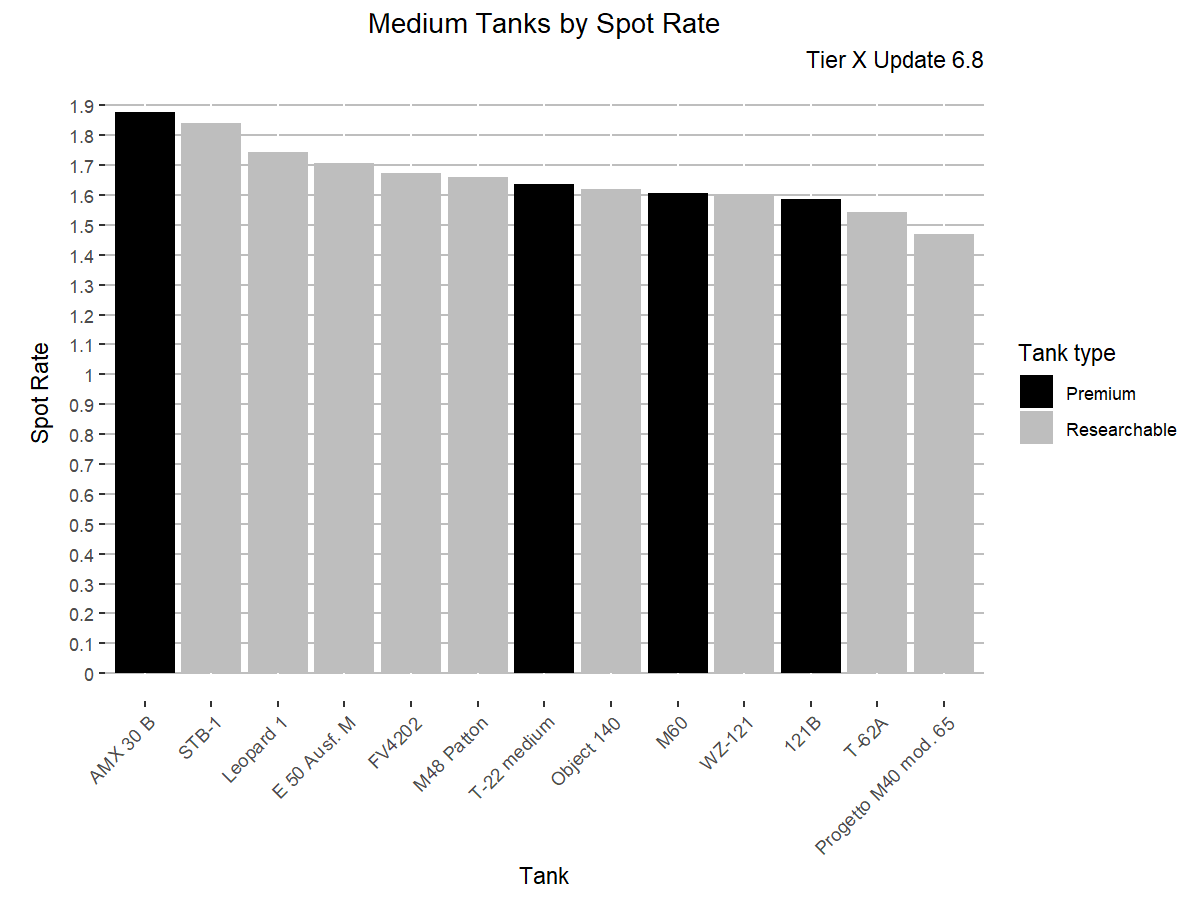 Medium Tanks by Spot Rate
Tier X Update 6.8
Spot Rate
1.9
1.8
1.7
1.6
1.5
1.4
1.3
1.2
1.1
1
0.9
0.8
0.7
0.6
0.5
0.4
0.3
0.2
0.1
0
AMX 30 B
STB-1
Leopard 1
E 50 Ausf. M
FV4202
M48 Patton
T-22 medium
Object 140
M60
WZ-121
121B
T-62A
Progetto M40 mod. 65
Tank
Tank type
Premium
Researchable